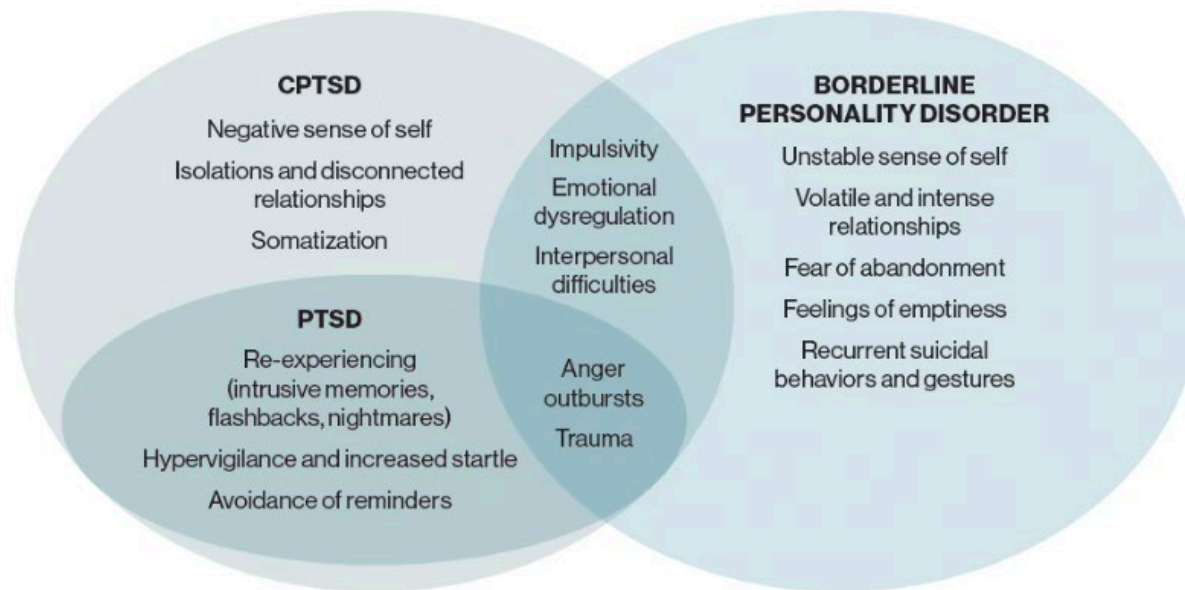 CPTSD
Negative sense of self
Isolations and disconnected
relationships
Somatization
PTSD
Re-experiencing
(intrusive memories,
flashbacks, nightmares)
Hypervigilance and increased startle
Avoidance of reminders
Impulsivity
Emotional
dysregulation
Interpersonal
difficulties
Anger
outbursts
Trauma
BORDERLINE
PERSONALITY DISORDER
Unstable sense of self
Volatile and intense
relationships
Fear of abandonment
Feelings of emptiness
Recurrent suicidal
behaviors and gestures